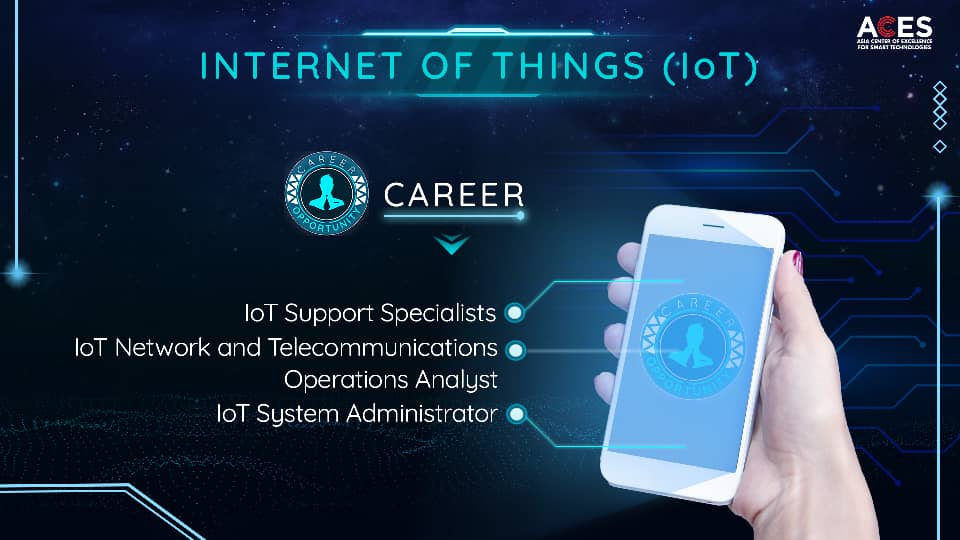 ACES
ASIA CENTER OF EXCELLENCE
FOR SMART TECHNOLOGIES
INTERNET OF THINGS (IoT)
CAREER
OPPORTUNITY
CAREER
IoT Support Specialists
IoT Network and Telecommunications
Operations Analyst
IoT System Administrator
CAREER
OPPORTUNITY